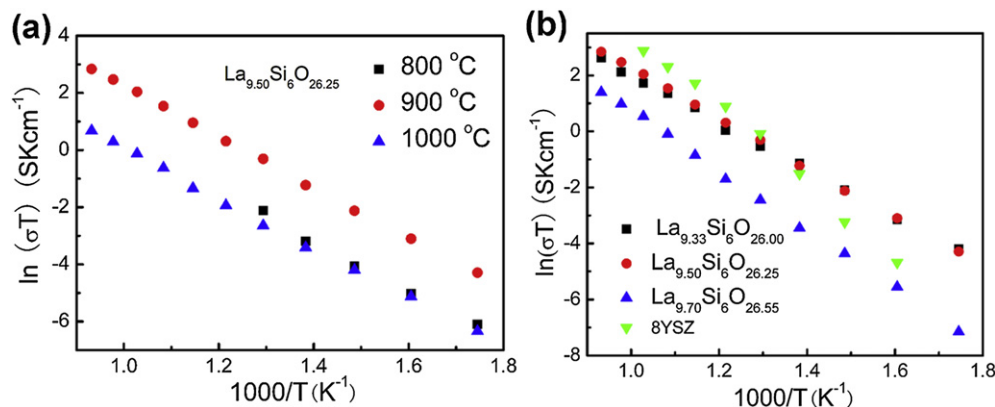 (a)
4
2
0
-2
-4
-6
ln (σT) (SKcm⁻¹)
La₉.₅₀Si₆O₂₆.₂₅
800 °C
900 °C
1000 °C
1.0 1.2 1.4 1.6 1.8
1000/T(K⁻¹)
(b)
4
0
-4
-8
ln(σT) (SKcm⁻¹)
La₉.₃₃Si₆O₂₆.₀₀
La₉.₅₀Si₆O₂₆.₂₅
La₉.₇₀Si₆O₂₆.₅₅
8YSZ
1.0 1.2 1.4 1.6 1.8
1000/T(K⁻¹)